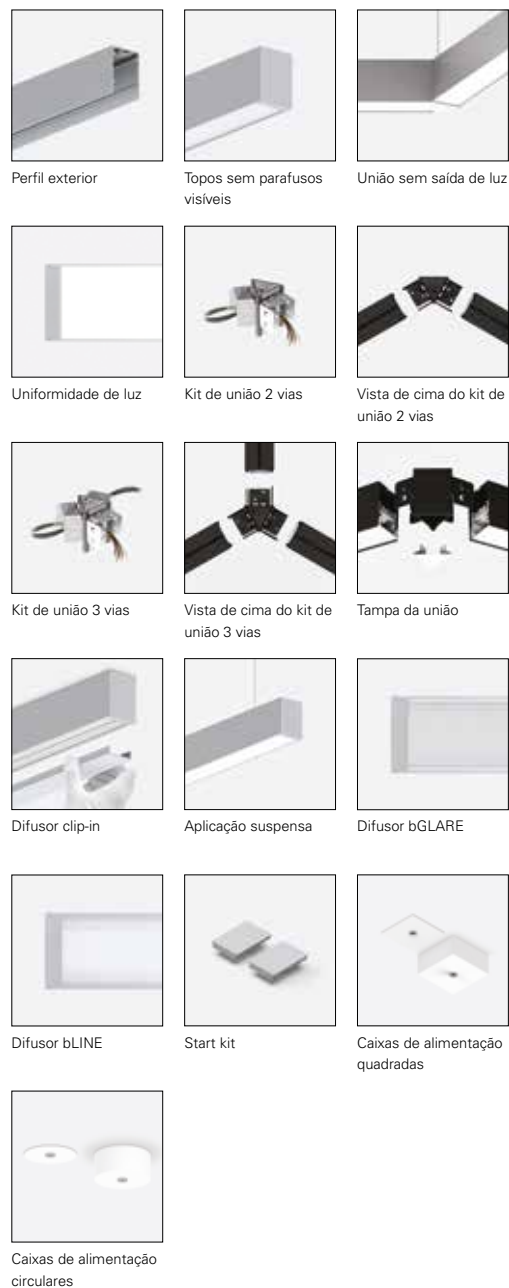 Perfil exterior
Topos sem parafusos
visíveis
União sem saída de luz
Uniformidade de luz
Kit de união 2 vias
Vista de cima do kit de
união 2 vias
Kit de união 3 vias
Vista de cima do kit de
união 3 vias
Tampa da união
Difusor clip-in
Aplicação suspensa
Difusor bGLARE
Difusor bLINE
Start kit
Caixas de alimentação
quadradas
Caixas de alimentação
circulares